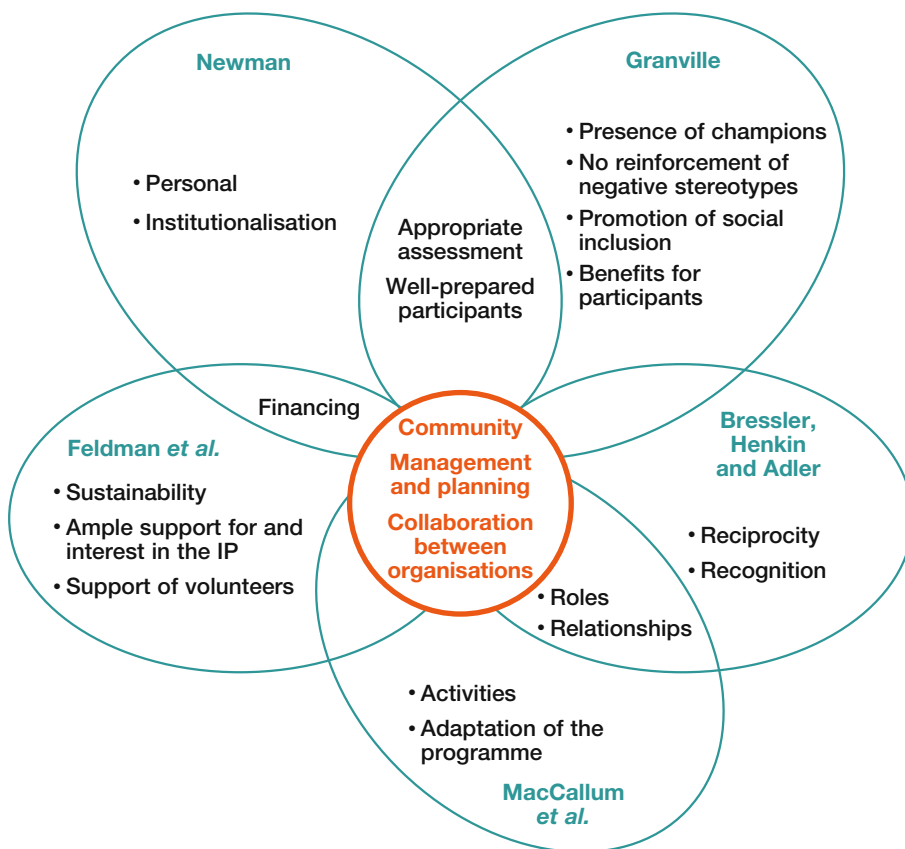 Newman
• Personal
• Institutionalisation
Granville
• Presence of champions
• No reinforcement of
negative stereotypes
• Promotion of social
inclusion
• Benefits for
participants
Appropriate
assessment
Well-prepared
participants
Financing
Feldman et al.
• Sustainability
• Ample support for and
interest in the IP
• Support of volunteers
Community
Management
and planning
Collaboration
between
organisations
Bressler,
Henkin
and Adler
• Reciprocity
• Recognition
• Roles
• Relationships
• Activities
• Adaptation of the
programme
MacCallum
et al.